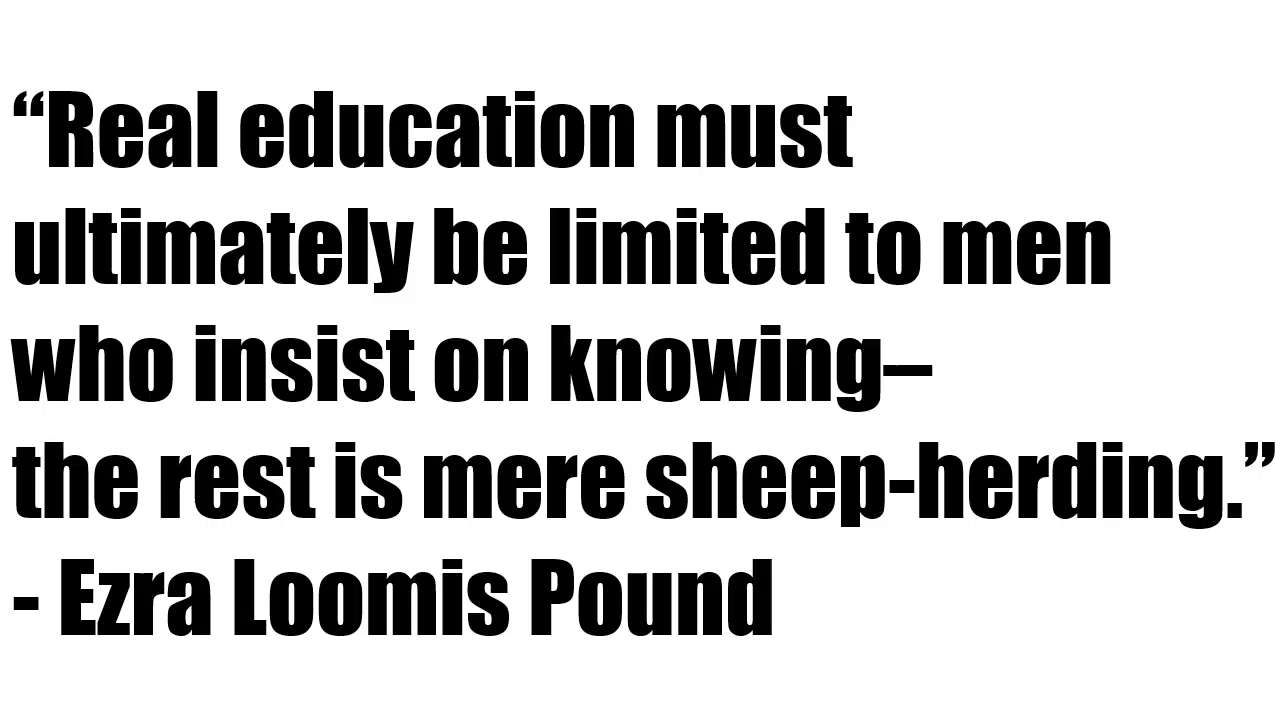 “Real education must
ultimately be limited to men
who insist on knowing–
the rest is mere sheep-herding.”
- Ezra Loomis Pound